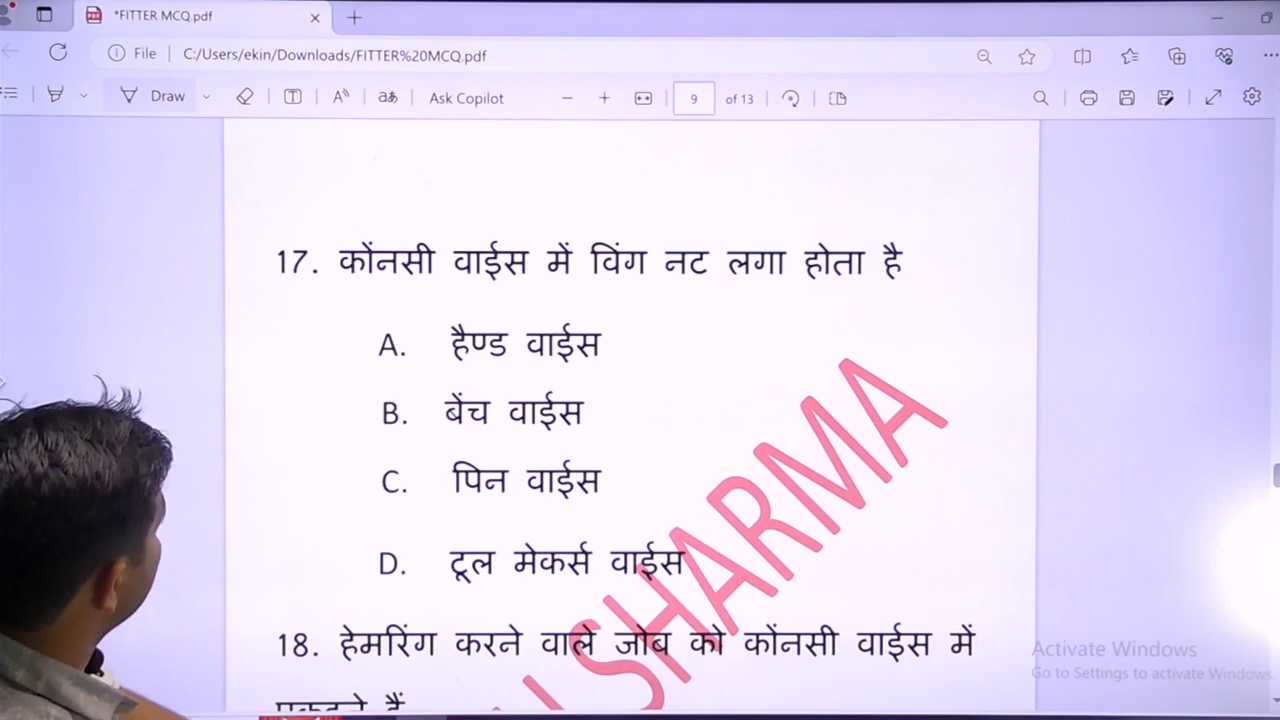 *FITTER MCQ.pdf
File
C:/Users/ekin/Downloads/FITTER%20MCQ.pdf
Draw
Ask Copilot
9 of 13
17. कोंनसी वाईस में विंग नट लगा होता है
A. हैण्ड वाईस
B. बेंच वाईस
C. पिन वाईस
D. टूल मेकर्स वाईस
SHARMA
18. हेमरिंग करने वाले जोब को कोंनसी वाईस में
पकडते हैं
Activate Windows
Go to Settings to activate Windows.